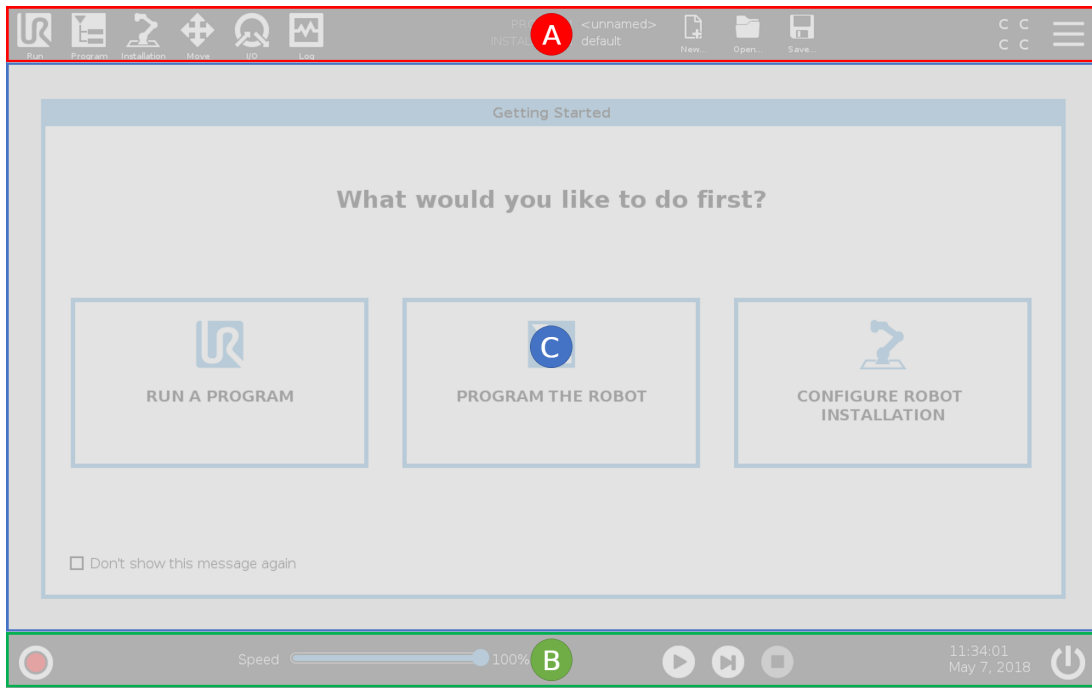 <unnamed>
A
default
Run
Program
Installation
Move
I/O
Log
New...
Open...
Save...
C C
C C
Getting Started
What would you like to do first?
C
RUN A PROGRAM
PROGRAM THE ROBOT
CONFIGURE ROBOT
INSTALLATION
Don't show this message again
Speed
100%
B
11:34:01
May 7, 2018